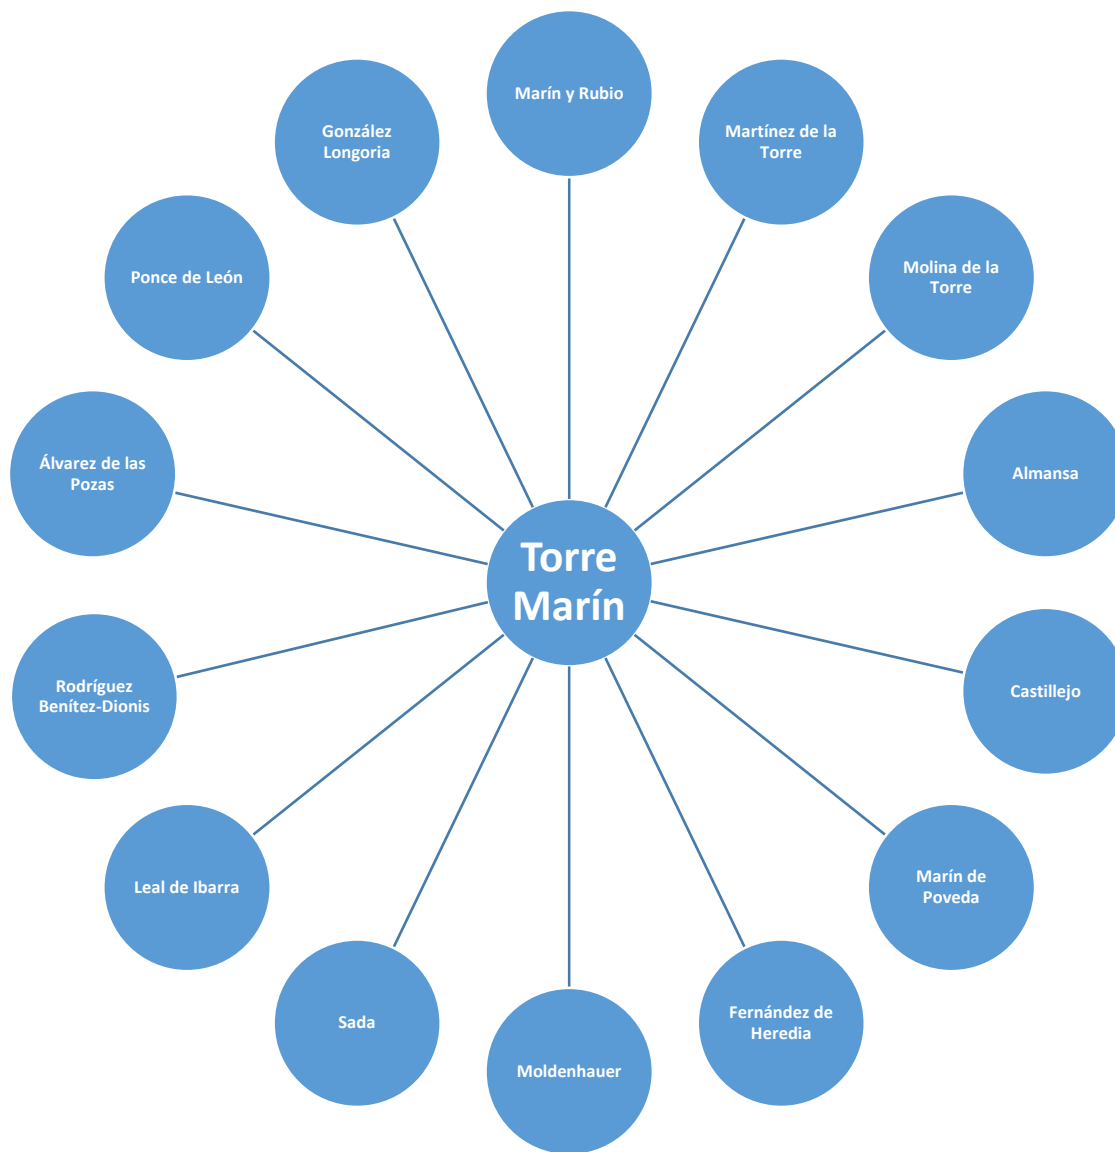 Marín y Rubio
Martínez de la
Torre
Molina de la
Torre
Almansa
Castillejo
Marín de
Poveda
Fernández de
Heredia
Moldenhauer
Sada
Leal de Ibarra
Rodríguez
Benítez-Dionis
Álvarez de las
Pozas
Ponce de León
González
Longoria
Torre
Marín